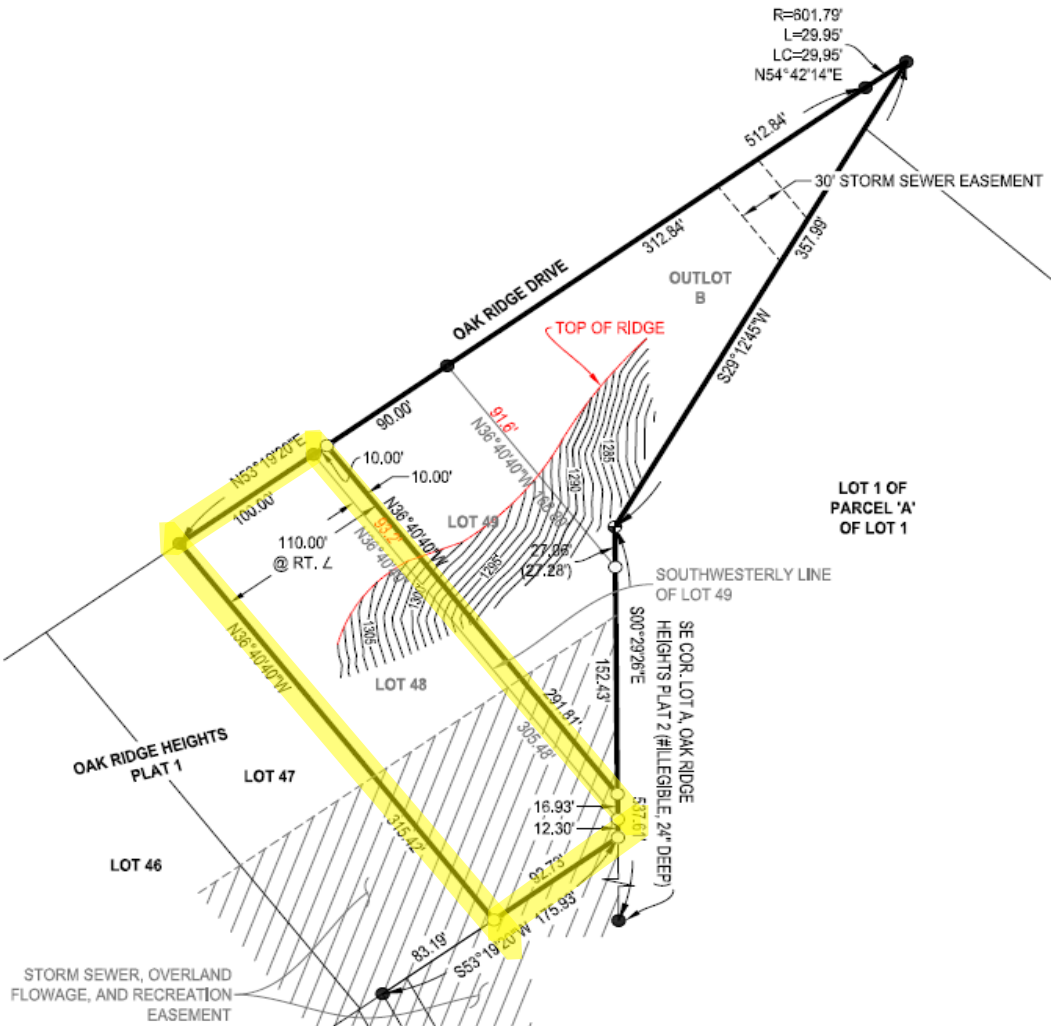 R=601.79'
L=29.95'
LC=29.95'
N54°42'14"E
512.84'
30' STORM SEWER EASEMENT
357.99'
312.84'
OUTLOT
B
OAK RIDGE DRIVE
TOP OF RIDGE
S29°12'45"W
90.00'
91.6'
N36°40'40"W
1285
1290
N53°19'20"E
10.00'
10.00'
100.00'
N36°40'40"W
93.2'
LOT 49
LOT 1 OF
PARCEL 'A'
OF LOT 1
110.00'
@ RT. ∠
27.06'
(27.28')
1295
SOUTHWESTERLY LINE
OF LOT 49
1305
S00°29'26"E
SE COR. LOT A, OAK RIDGE
HEIGHTS PLAT 2 (#ILLEGIBLE, 24" DEEP)
N36°40'40"W
LOT 48
152.43'
291.81'
305.48'
OAK RIDGE HEIGHTS
PLAT 1
LOT 47
16.93'
12.30'
537.61'
315.42'
LOT 46
92.73'
175.93'
83.19'
S53°19'20"W
STORM SEWER, OVERLAND
FLOWAGE, AND RECREATION
EASEMENT